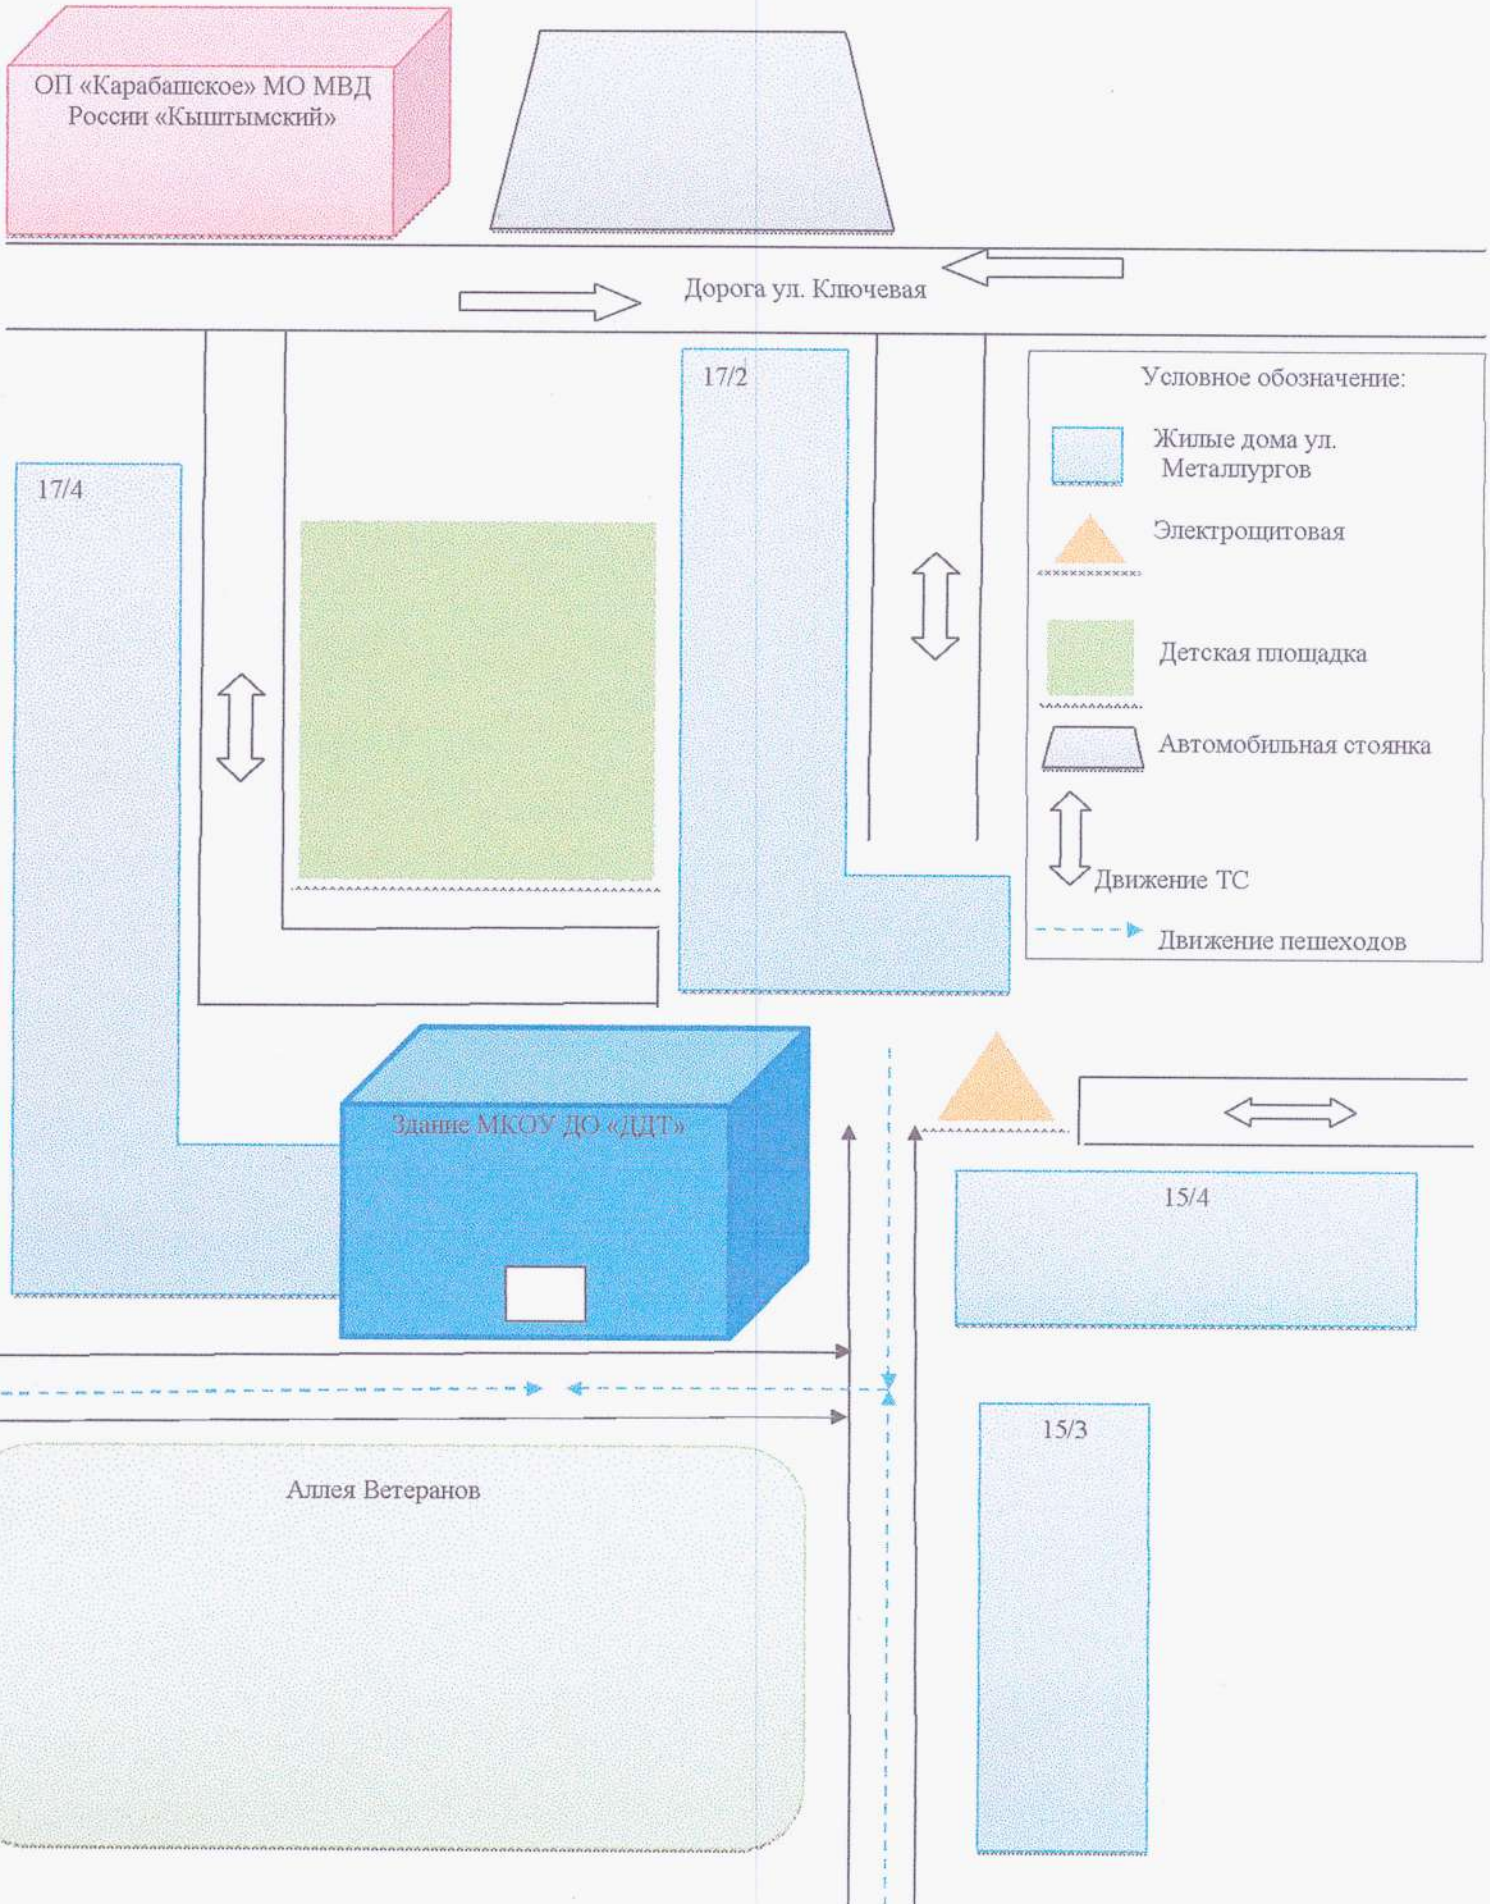 ОП «Карабашское» МО МВД
России «Кыштымский»
Дорога ул. Ключевая
17/2
17/4
Условное обозначение:
Жилые дома ул.
Металлургов
Электрощитовая
Детская площадка
Автомобильная стоянка
Движение ТС
Движение пешеходов
Здание МКОУ ДО «ДДТ»
15/4
15/3
Аллея Ветеранов